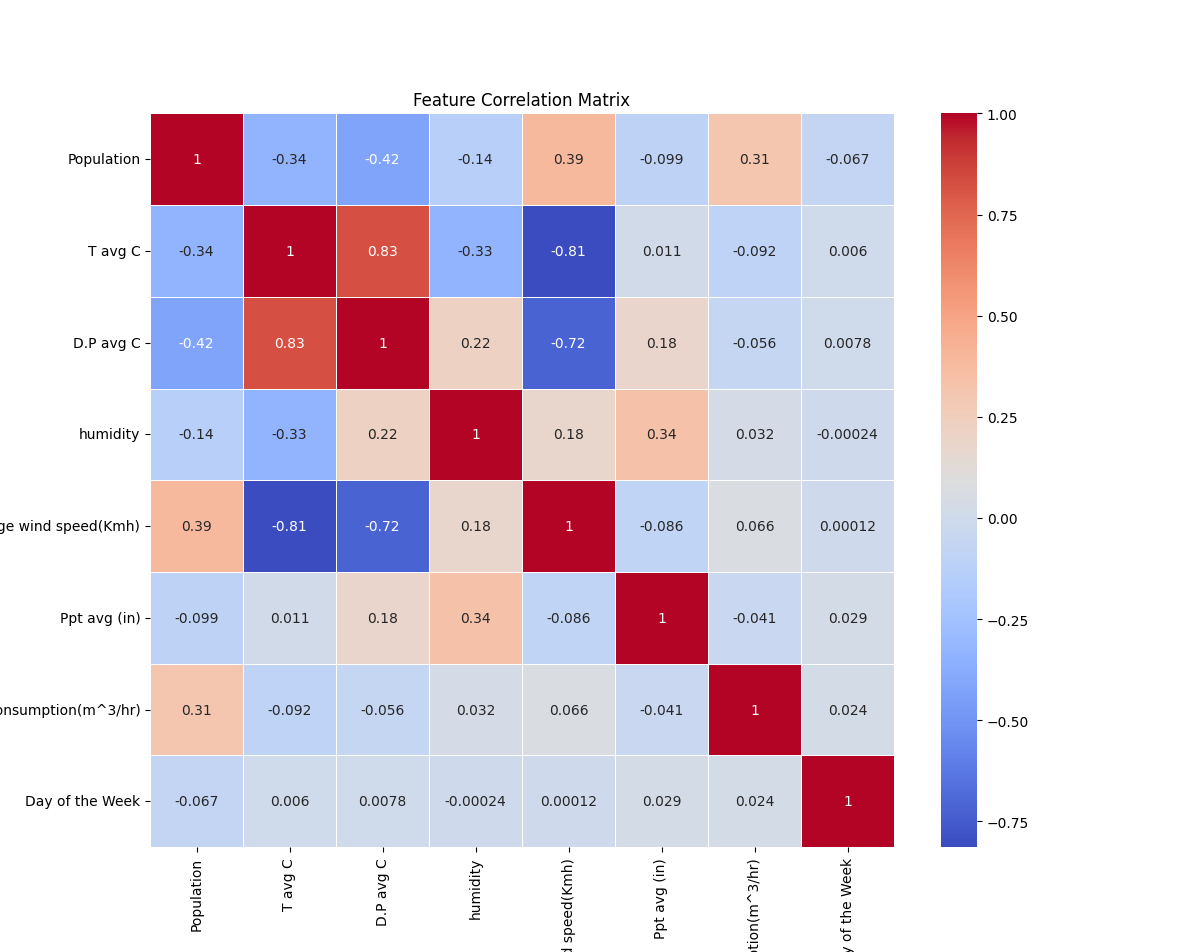 Feature Correlation Matrix
Population 1 -0.34 -0.42 -0.14 0.39 -0.099 0.31 -0.067
T avg C -0.34 1 0.83 -0.33 -0.81 0.011 -0.092 0.006
D.P avg C -0.42 0.83 1 0.22 -0.72 0.18 -0.056 0.0078
humidity -0.14 -0.33 0.22 1 0.18 0.34 0.032 -0.00024
ge wind speed(Kmh) 0.39 -0.81 -0.72 0.18 1 -0.086 0.066 0.00012
Ppt avg (in) -0.099 0.011 0.18 0.34 -0.086 1 -0.041 0.029
onsumption(m^3/hr) 0.31 -0.092 -0.056 0.032 0.066 -0.041 1 0.024
Day of the Week -0.067 0.006 0.0078 -0.00024 0.00012 0.029 0.024 1
Population
T avg C
D.P avg C
humidity
d speed(Kmh)
Ppt avg (in)
ption(m^3/hr)
y of the Week
1.00
0.75
0.50
0.25
0.00
−0.25
−0.50
−0.75